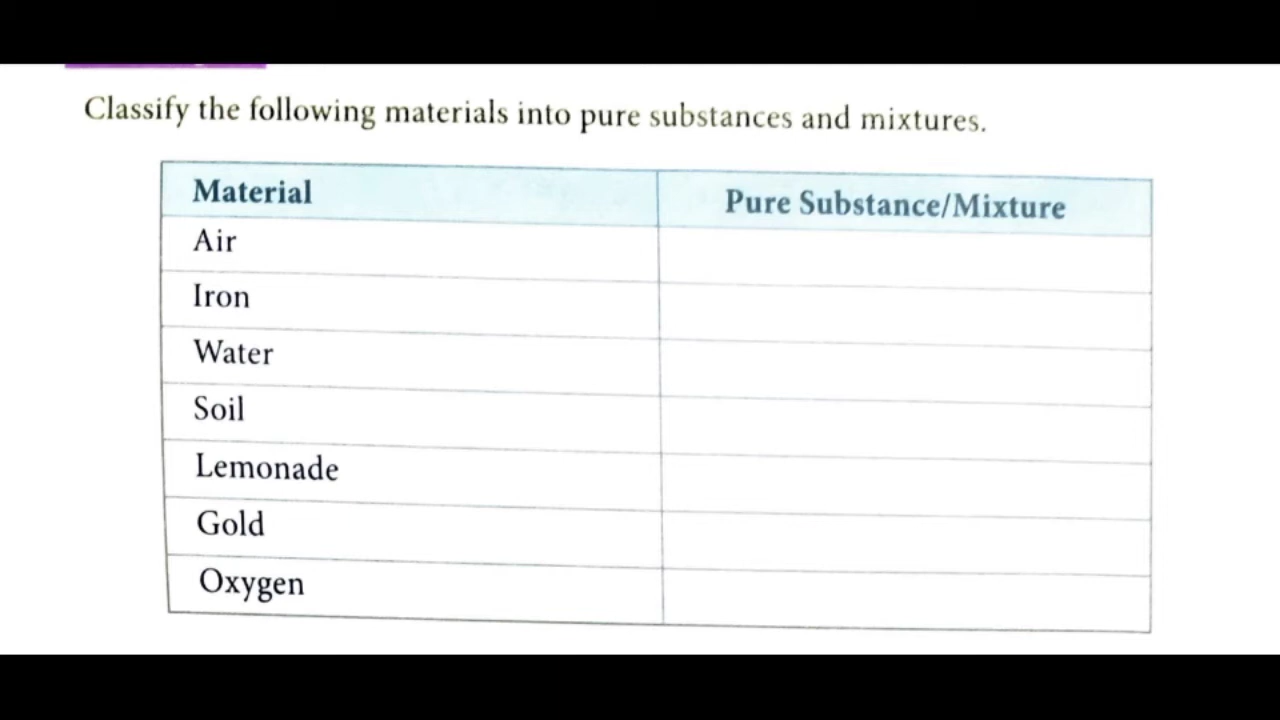 Classify the following materials into pure substances and mixtures.
Material Pure Substance/Mixture
Air
Iron
Water
Soil
Lemonade
Gold
Oxygen